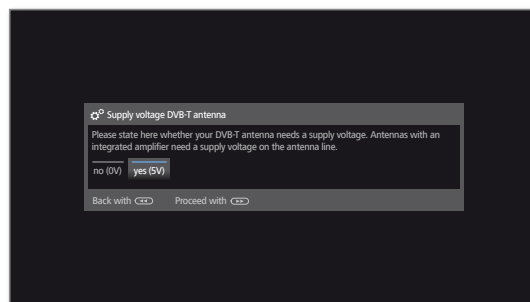 Supply voltage DVB-T antenna
Please state here whether your DVB-T antenna needs a supply voltage. Antennas with an
integrated amplifier need a supply voltage on the antenna line.
no (0V) yes (5V)
Back with Proceed with